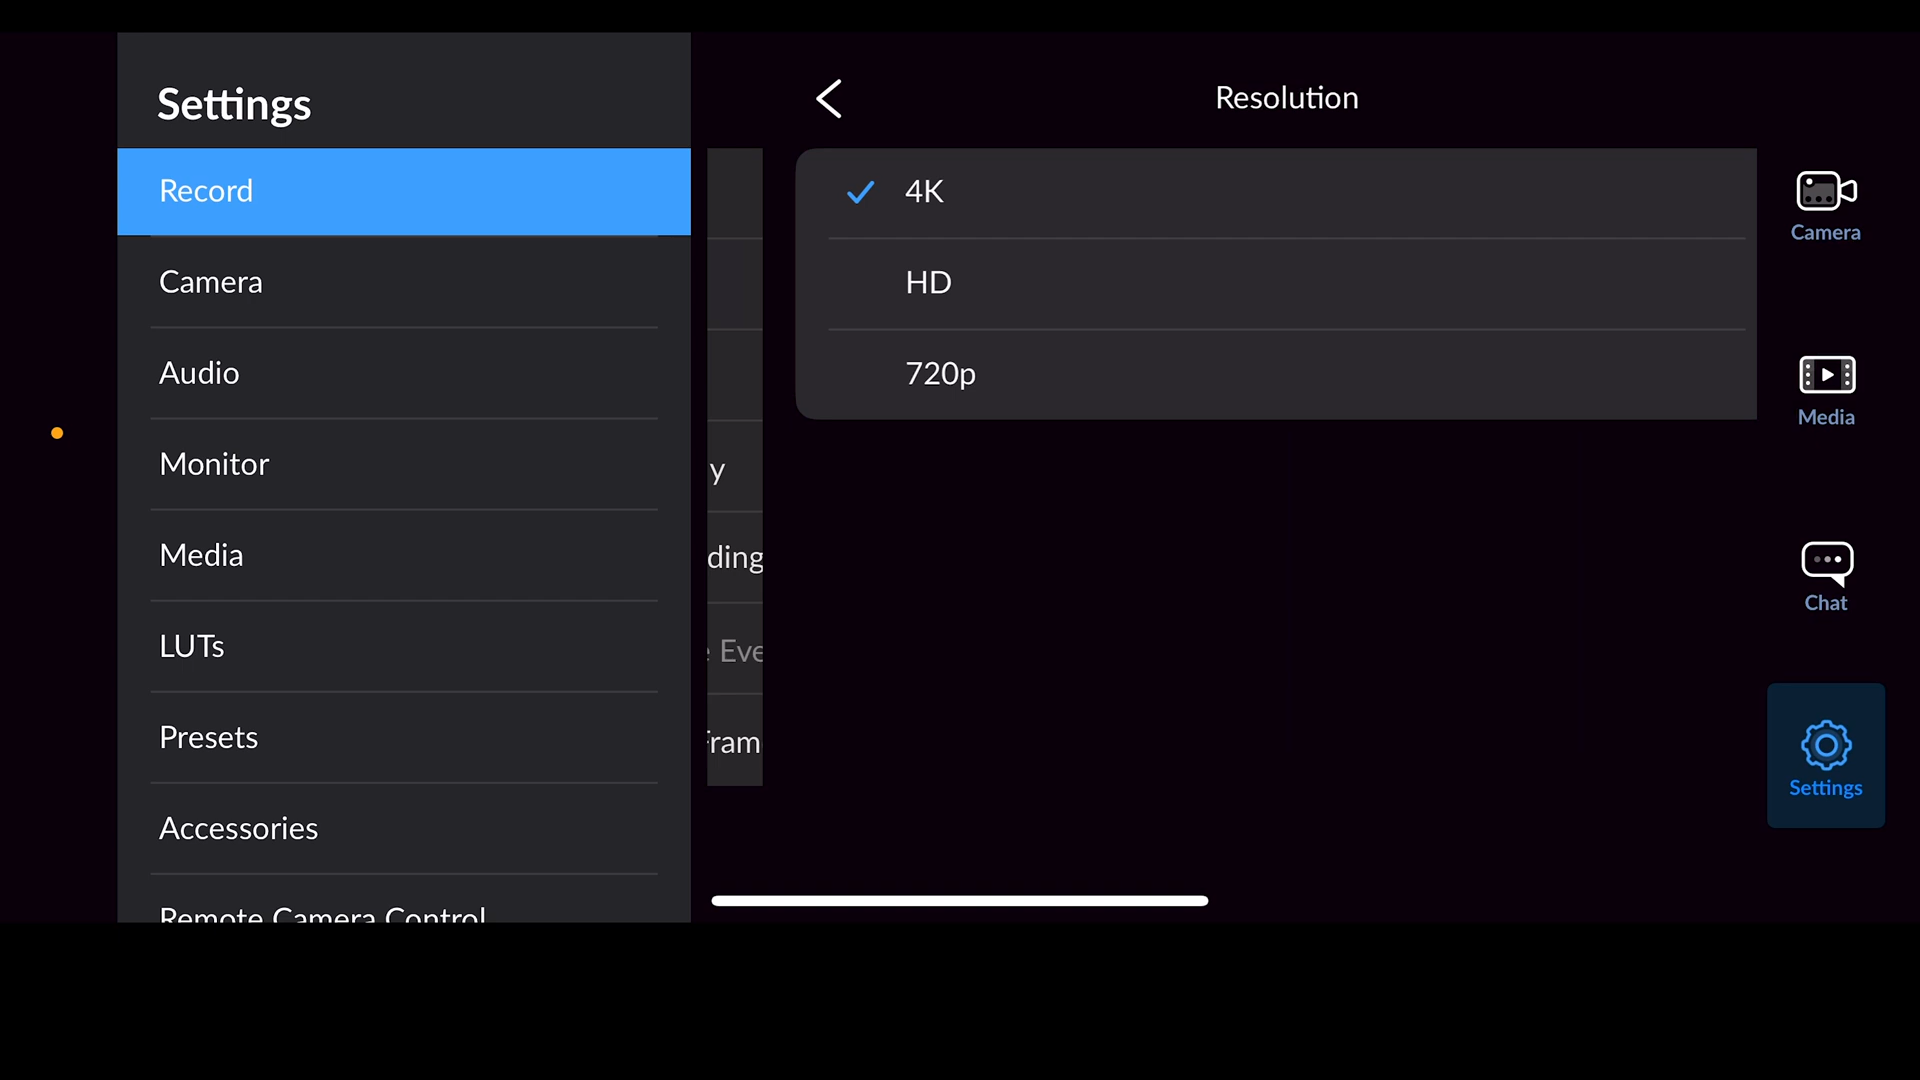 Settings
Record
Camera
Audio
Monitor
Media
LUTs
Presets
Accessories
Remote Camera Control
y
ding
Eve
ram
Resolution
4K
HD
720p
Camera
Media
Chat
Settings